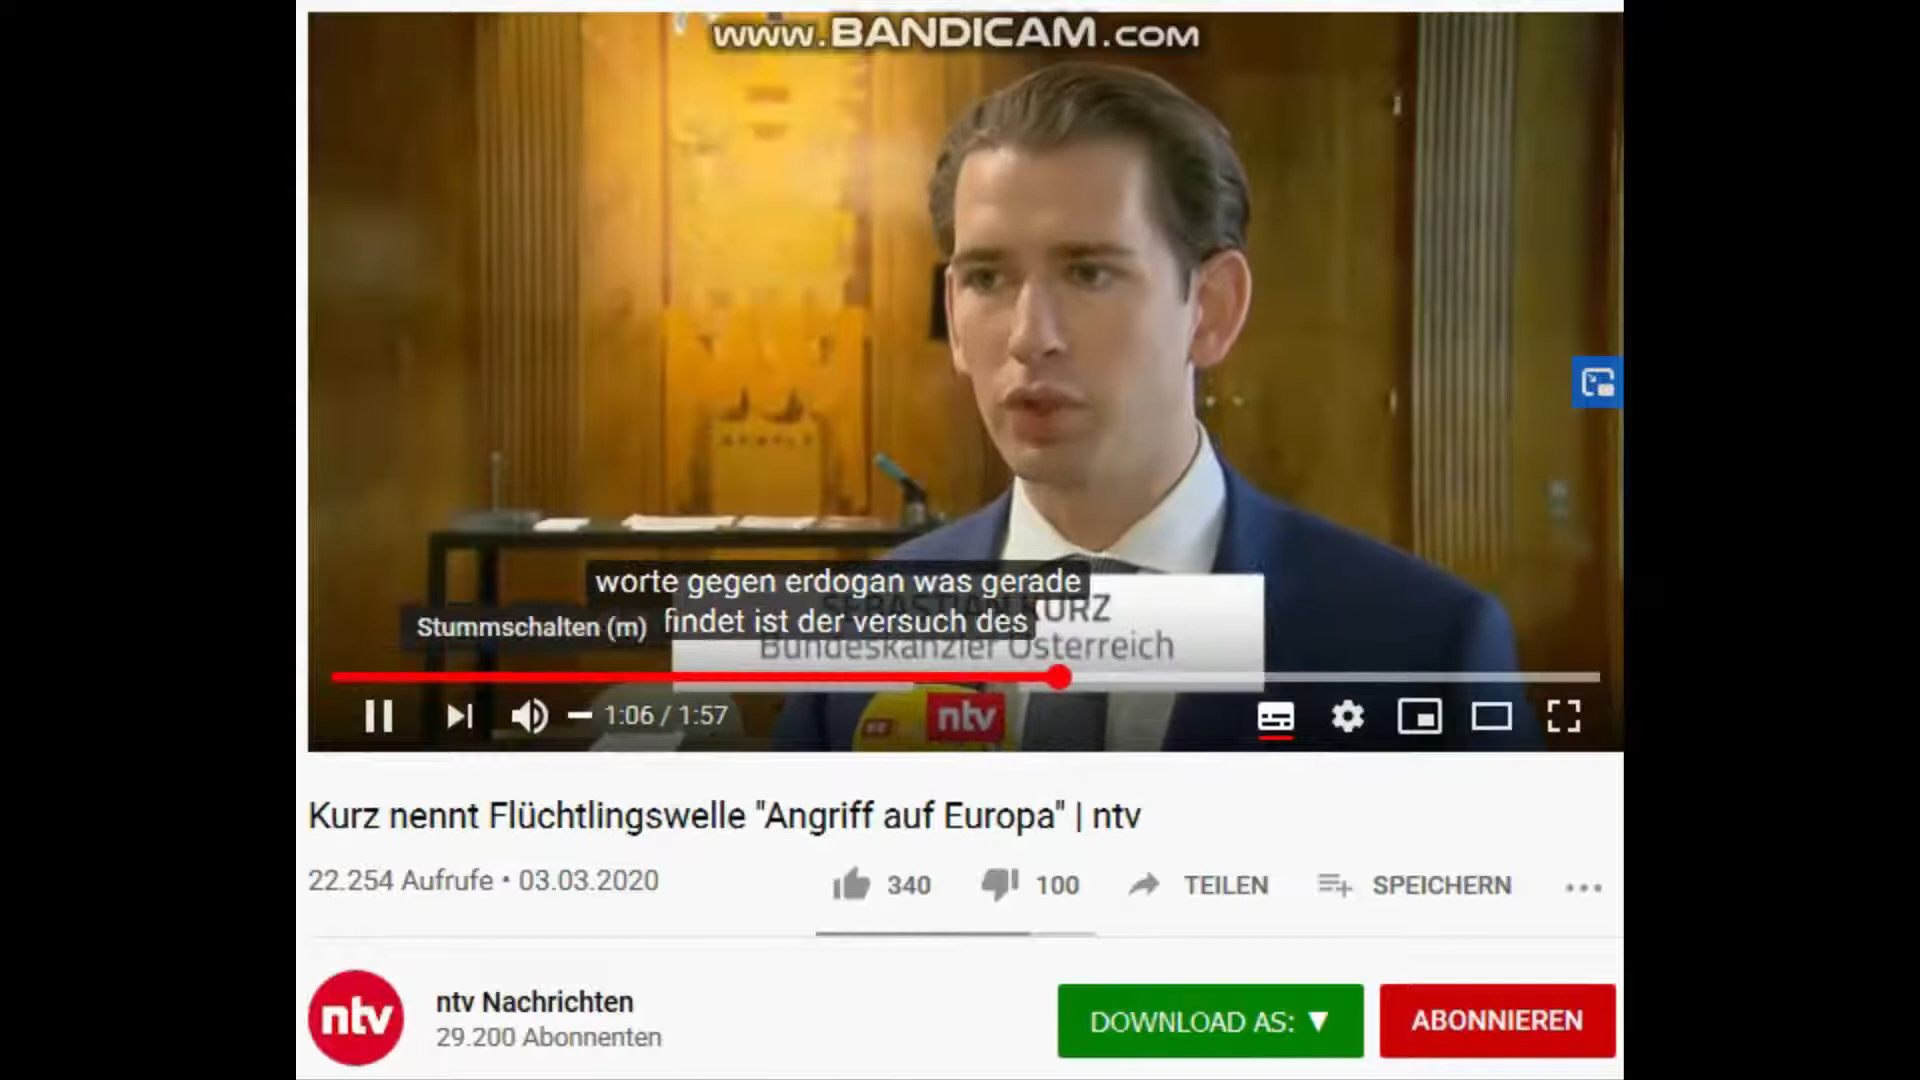 www.BANDICAM.com
worte gegen erdogan was gerade
findet ist der versuch des
Stummschalten (m)
SEBASTIAN KURZ
Bundeskanzler Österreich
1:06 / 1:57
ntv
Kurz nennt Flüchtlingswelle "Angriff auf Europa" | ntv
22.254 Aufrufe • 03.03.2020
340
100
TEILEN
SPEICHERN
ntv
ntv Nachrichten
29.200 Abonnenten
DOWNLOAD AS: ▼
ABONNIEREN